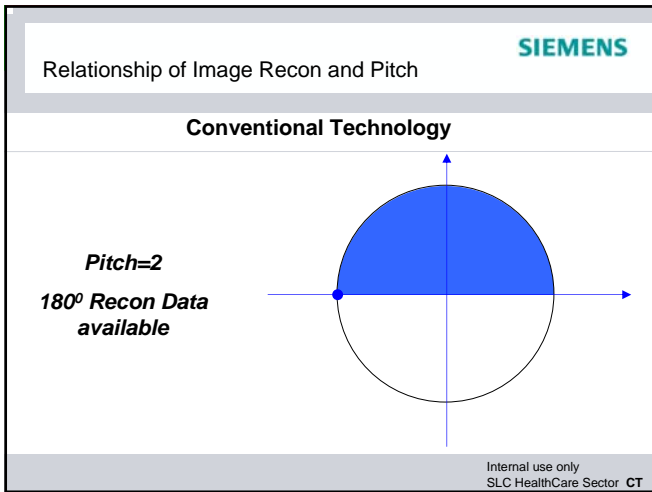 SIEMENS
Relationship of Image Recon and Pitch
Conventional Technology
Pitch=2
180⁰ Recon Data
available
Internal use only
SLC HealthCare Sector CT